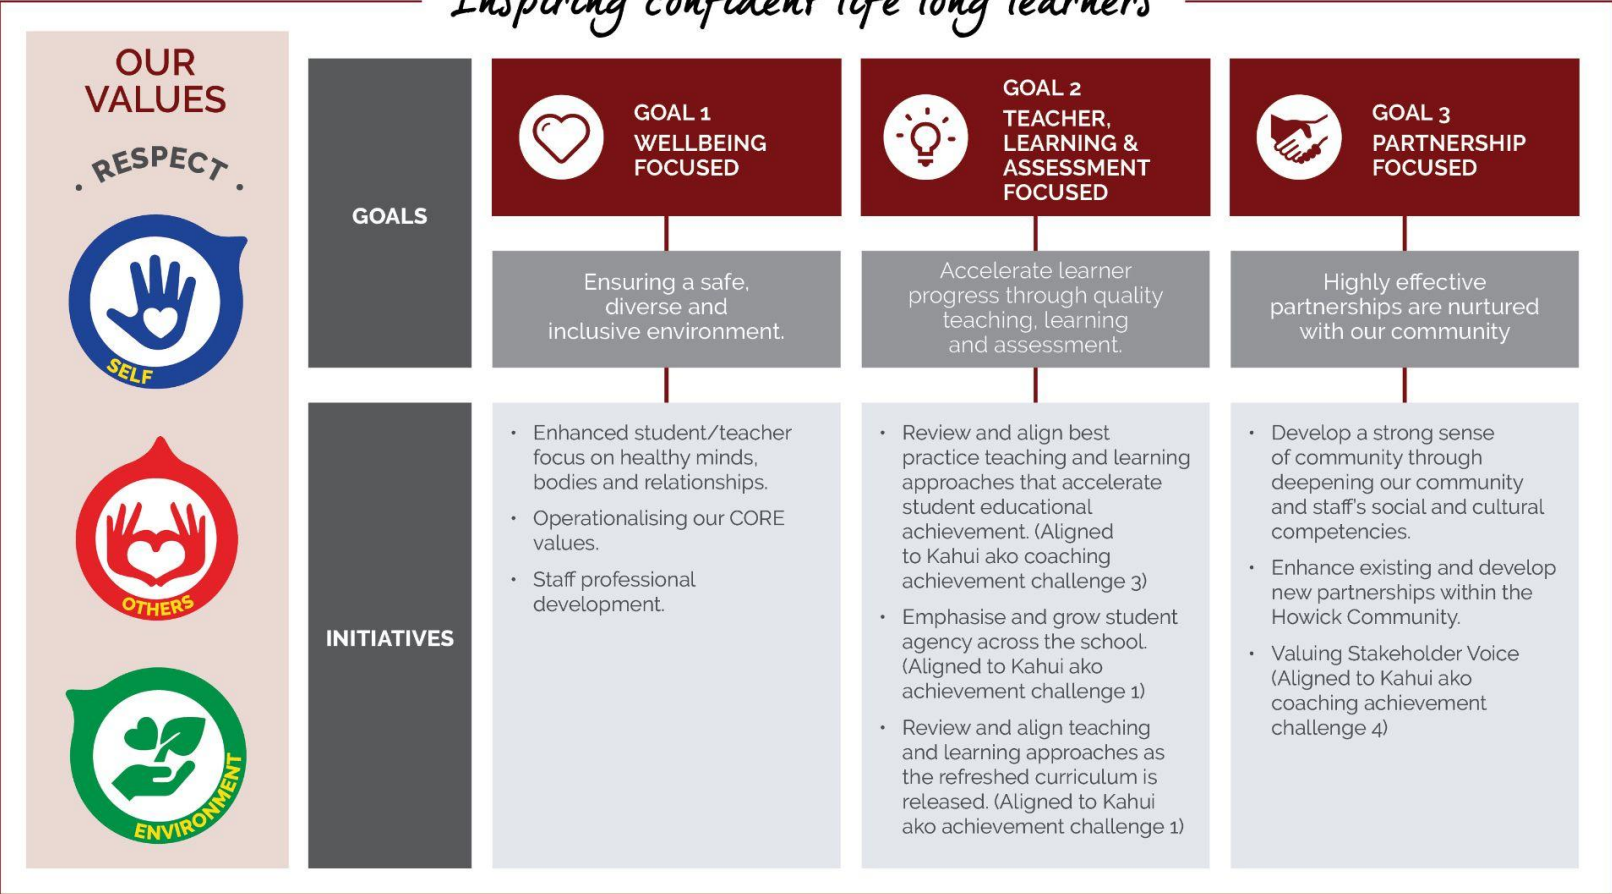 Inspiring confident life long learners
OUR
VALUES
. RESPECT .
SELF
OTHERS
ENVIRONMENT
GOALS
GOAL 1
WELLBEING
FOCUSED
Ensuring a safe,
diverse and
inclusive environment.
GOAL 2
TEACHER,
LEARNING &
ASSESSMENT
FOCUSED
Accelerate learner
progress through quality
teaching, learning
and assessment.
GOAL 3
PARTNERSHIP
FOCUSED
Highly effective
partnerships are nurtured
with our community
INITIATIVES
• Enhanced student/teacher
focus on healthy minds,
bodies and relationships.
• Operationalising our CORE
values.
• Staff professional
development.
• Review and align best
practice teaching and learning
approaches that accelerate
student educational
achievement. (Aligned
to Kahui ako coaching
achievement challenge 3)
• Emphasise and grow student
agency across the school.
(Aligned to Kahui ako
achievement challenge 1)
• Review and align teaching
and learning approaches as
the refreshed curriculum is
released. (Aligned to Kahui
ako achievement challenge 1)
• Develop a strong sense
of community through
deepening our community
and staff's social and cultural
competencies.
• Enhance existing and develop
new partnerships within the
Howick Community.
• Valuing Stakeholder Voice
(Aligned to Kahui ako
coaching achievement
challenge 4)